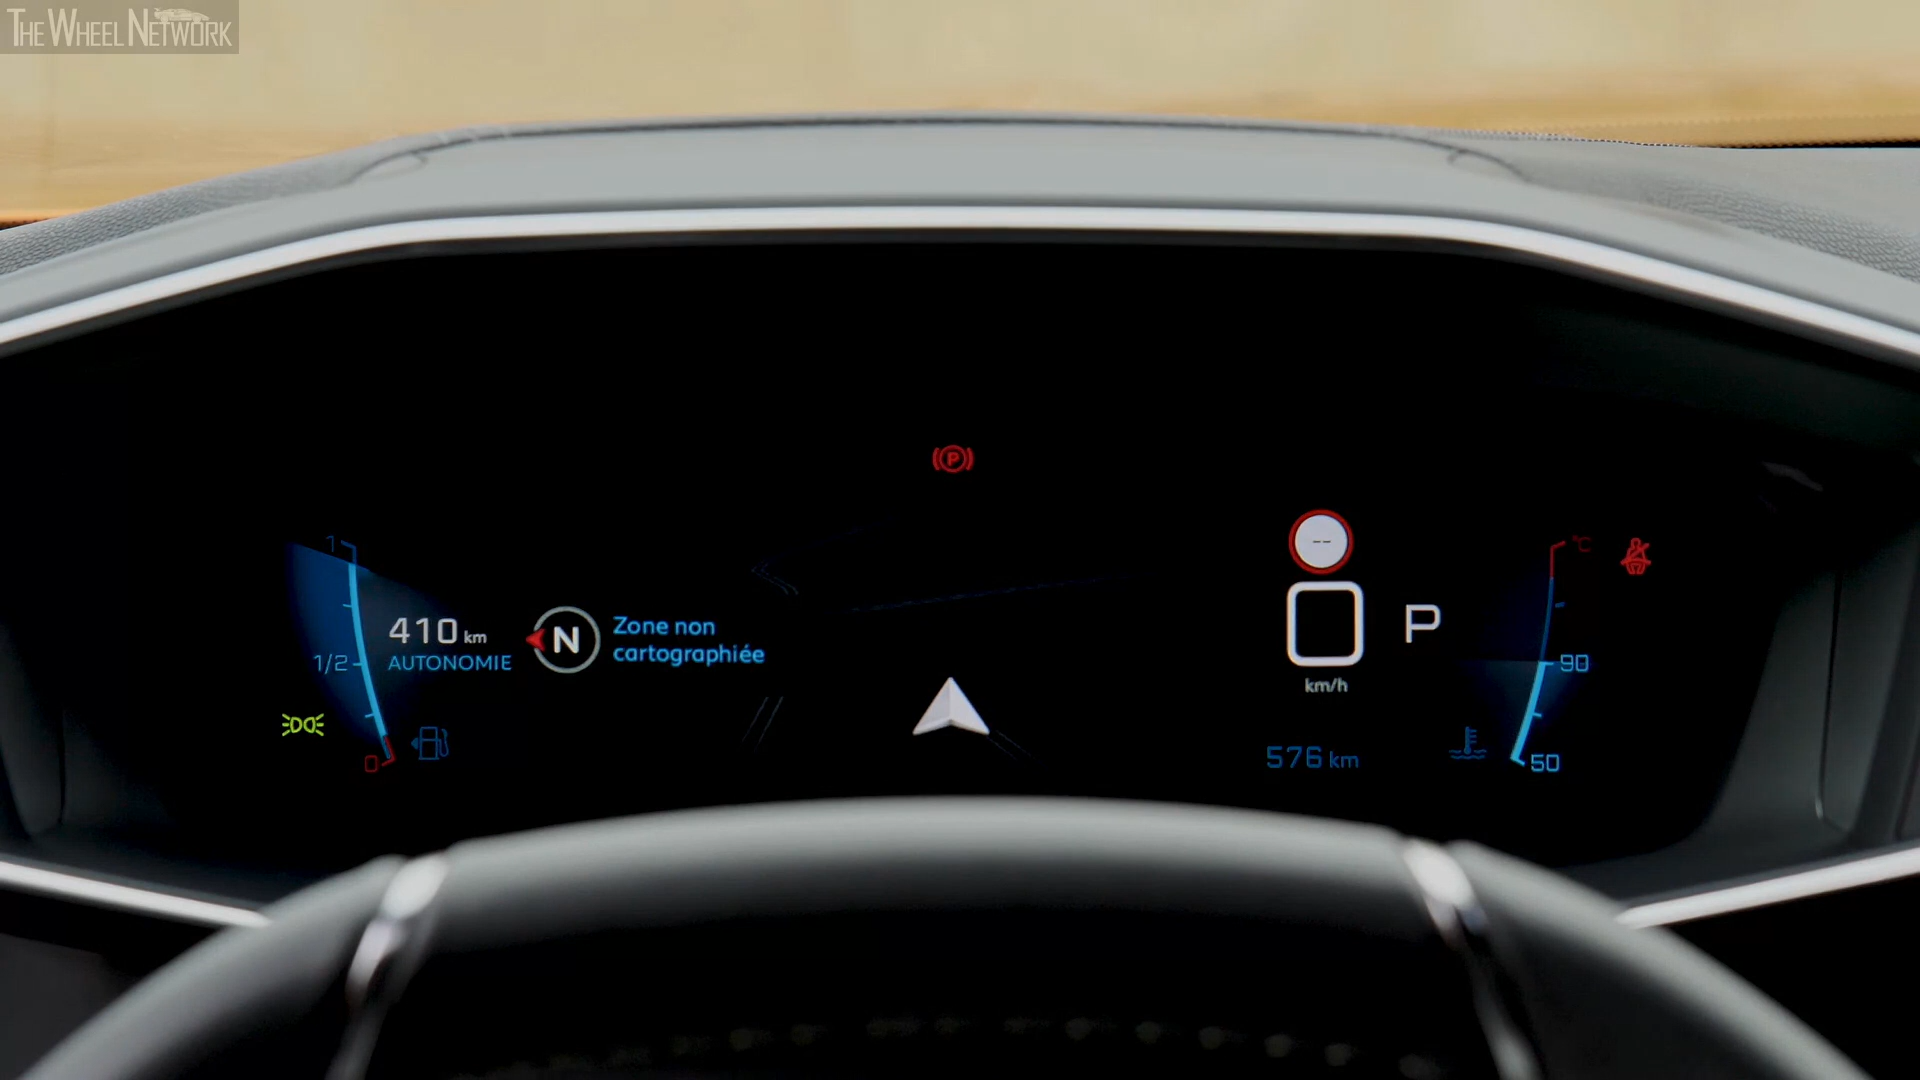 THE WHEEL NETWORK
P
1
°C
--
410 km
N
Zone non
cartographiée
P
1/2
AUTONOMIE
90
km/h
576 km
0
50